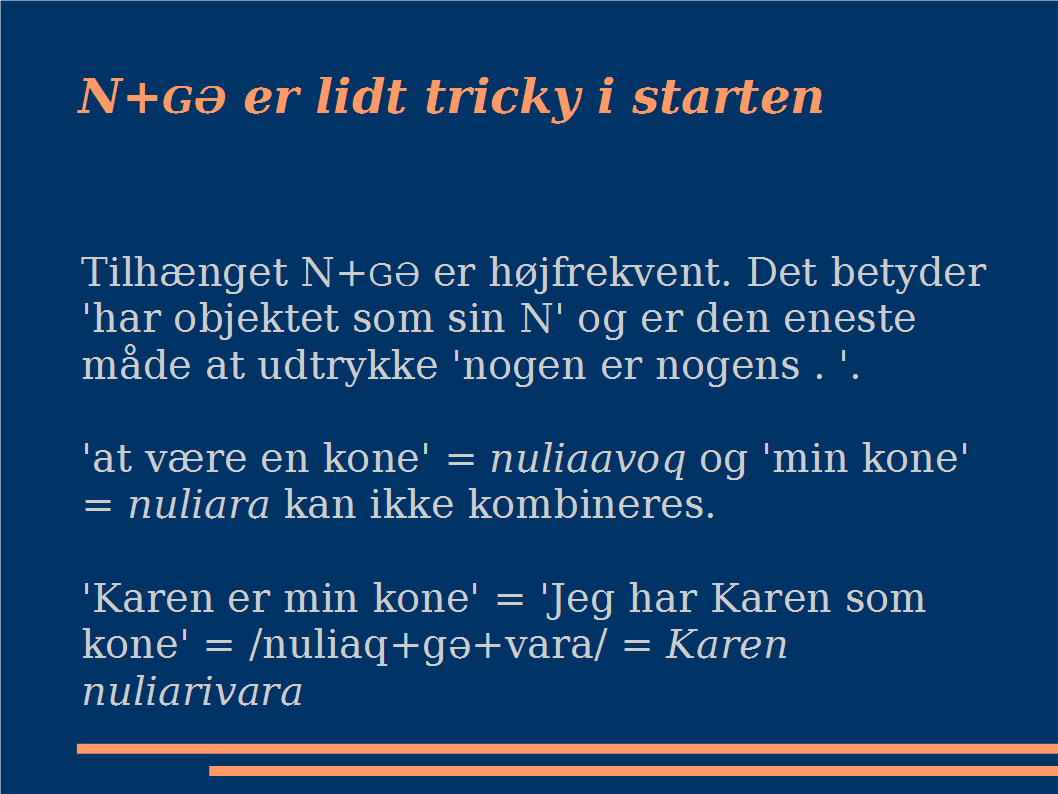 N+GƏ er lidt tricky i starten
Tilhænget N+GƏ er højfrekvent. Det betyder
'har objektet som sin N' og er den eneste
måde at udtrykke 'nogen er nogens . '.
'at være en kone' = nuliaavoq og 'min kone'
= nuliara kan ikke kombineres.
'Karen er min kone' = 'Jeg har Karen som
kone' = /nuliaq+gə+vara/ = Karen
nuliarivara